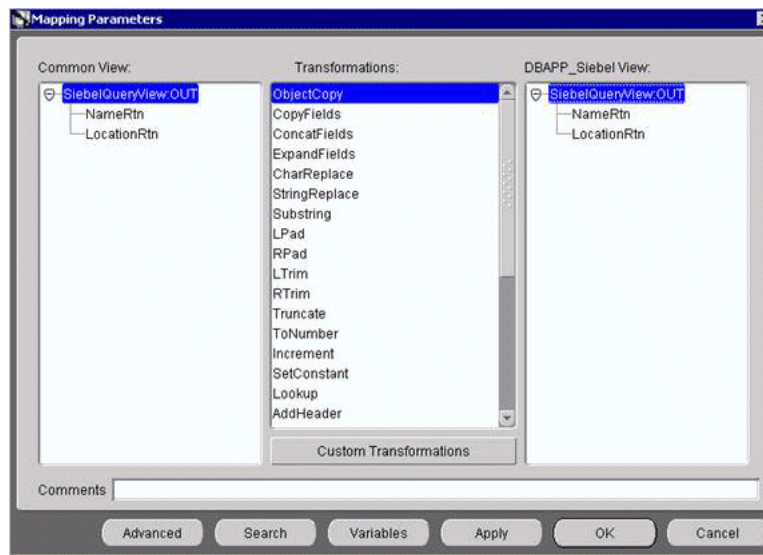 Mapping Parameters
Common View:
SiebelQueryView:OUT
NameRtn
LocationRtn
Transformations:
ObjectCopy
CopyFields
ConcatFields
ExpandFields
CharReplace
StringReplace
Substring
LPad
RPad
LTrim
RTrim
Truncate
ToNumber
Increment
SetConstant
Lookup
AddHeader
Custom Transformations
DBAPP_Siebel View:
SiebelQueryView:OUT
NameRtn
LocationRtn
Comments
Advanced Search Variables Apply OK Cancel